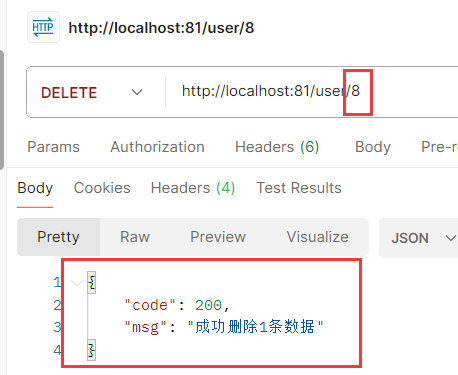 HTTP http://localhost:81/user/8
DELETE http://localhost:81/user/8
Params Authorization Headers (6) Body Pre-re
Body Cookies Headers (4) Test Results
Pretty Raw Preview Visualize JSON
1 {
2 "code": 200,
3 "msg": "成功删除1条数据"
4 }